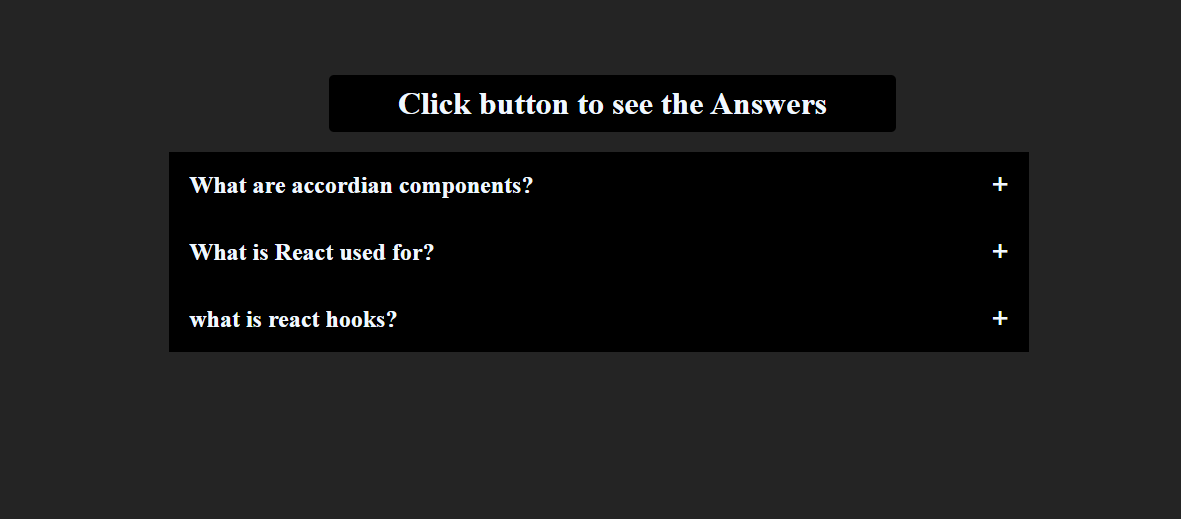 Click button to see the Answers
What are accordian components? +
What is React used for? +
what is react hooks? +